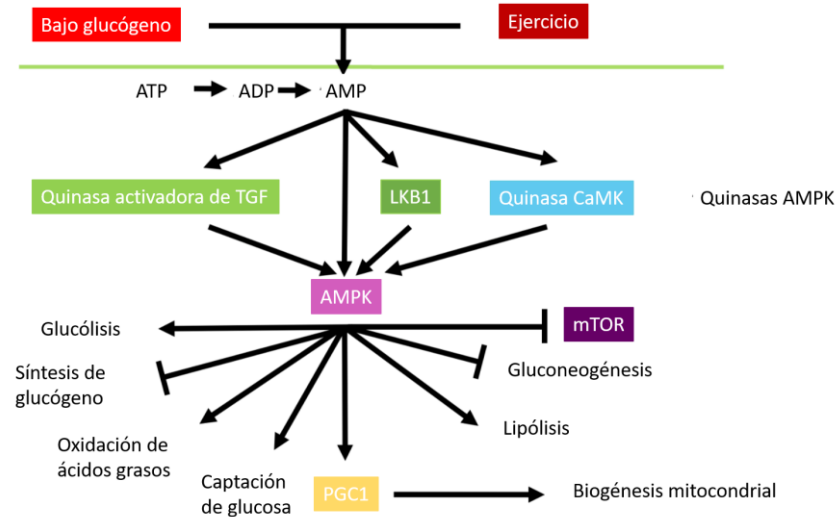 Bajo glucógeno
Ejercicio
ATP
ADP
AMP
Quinasa activadora de TGF
LKB1
Quinasa CaMK
Quinasas AMPK
AMPK
Glucólisis
mTOR
Síntesis de
glucógeno
Gluconeogénesis
Oxidación de
ácidos grasos
Lipólisis
Captación
de glucosa
PGC1
Biogénesis mitocondrial